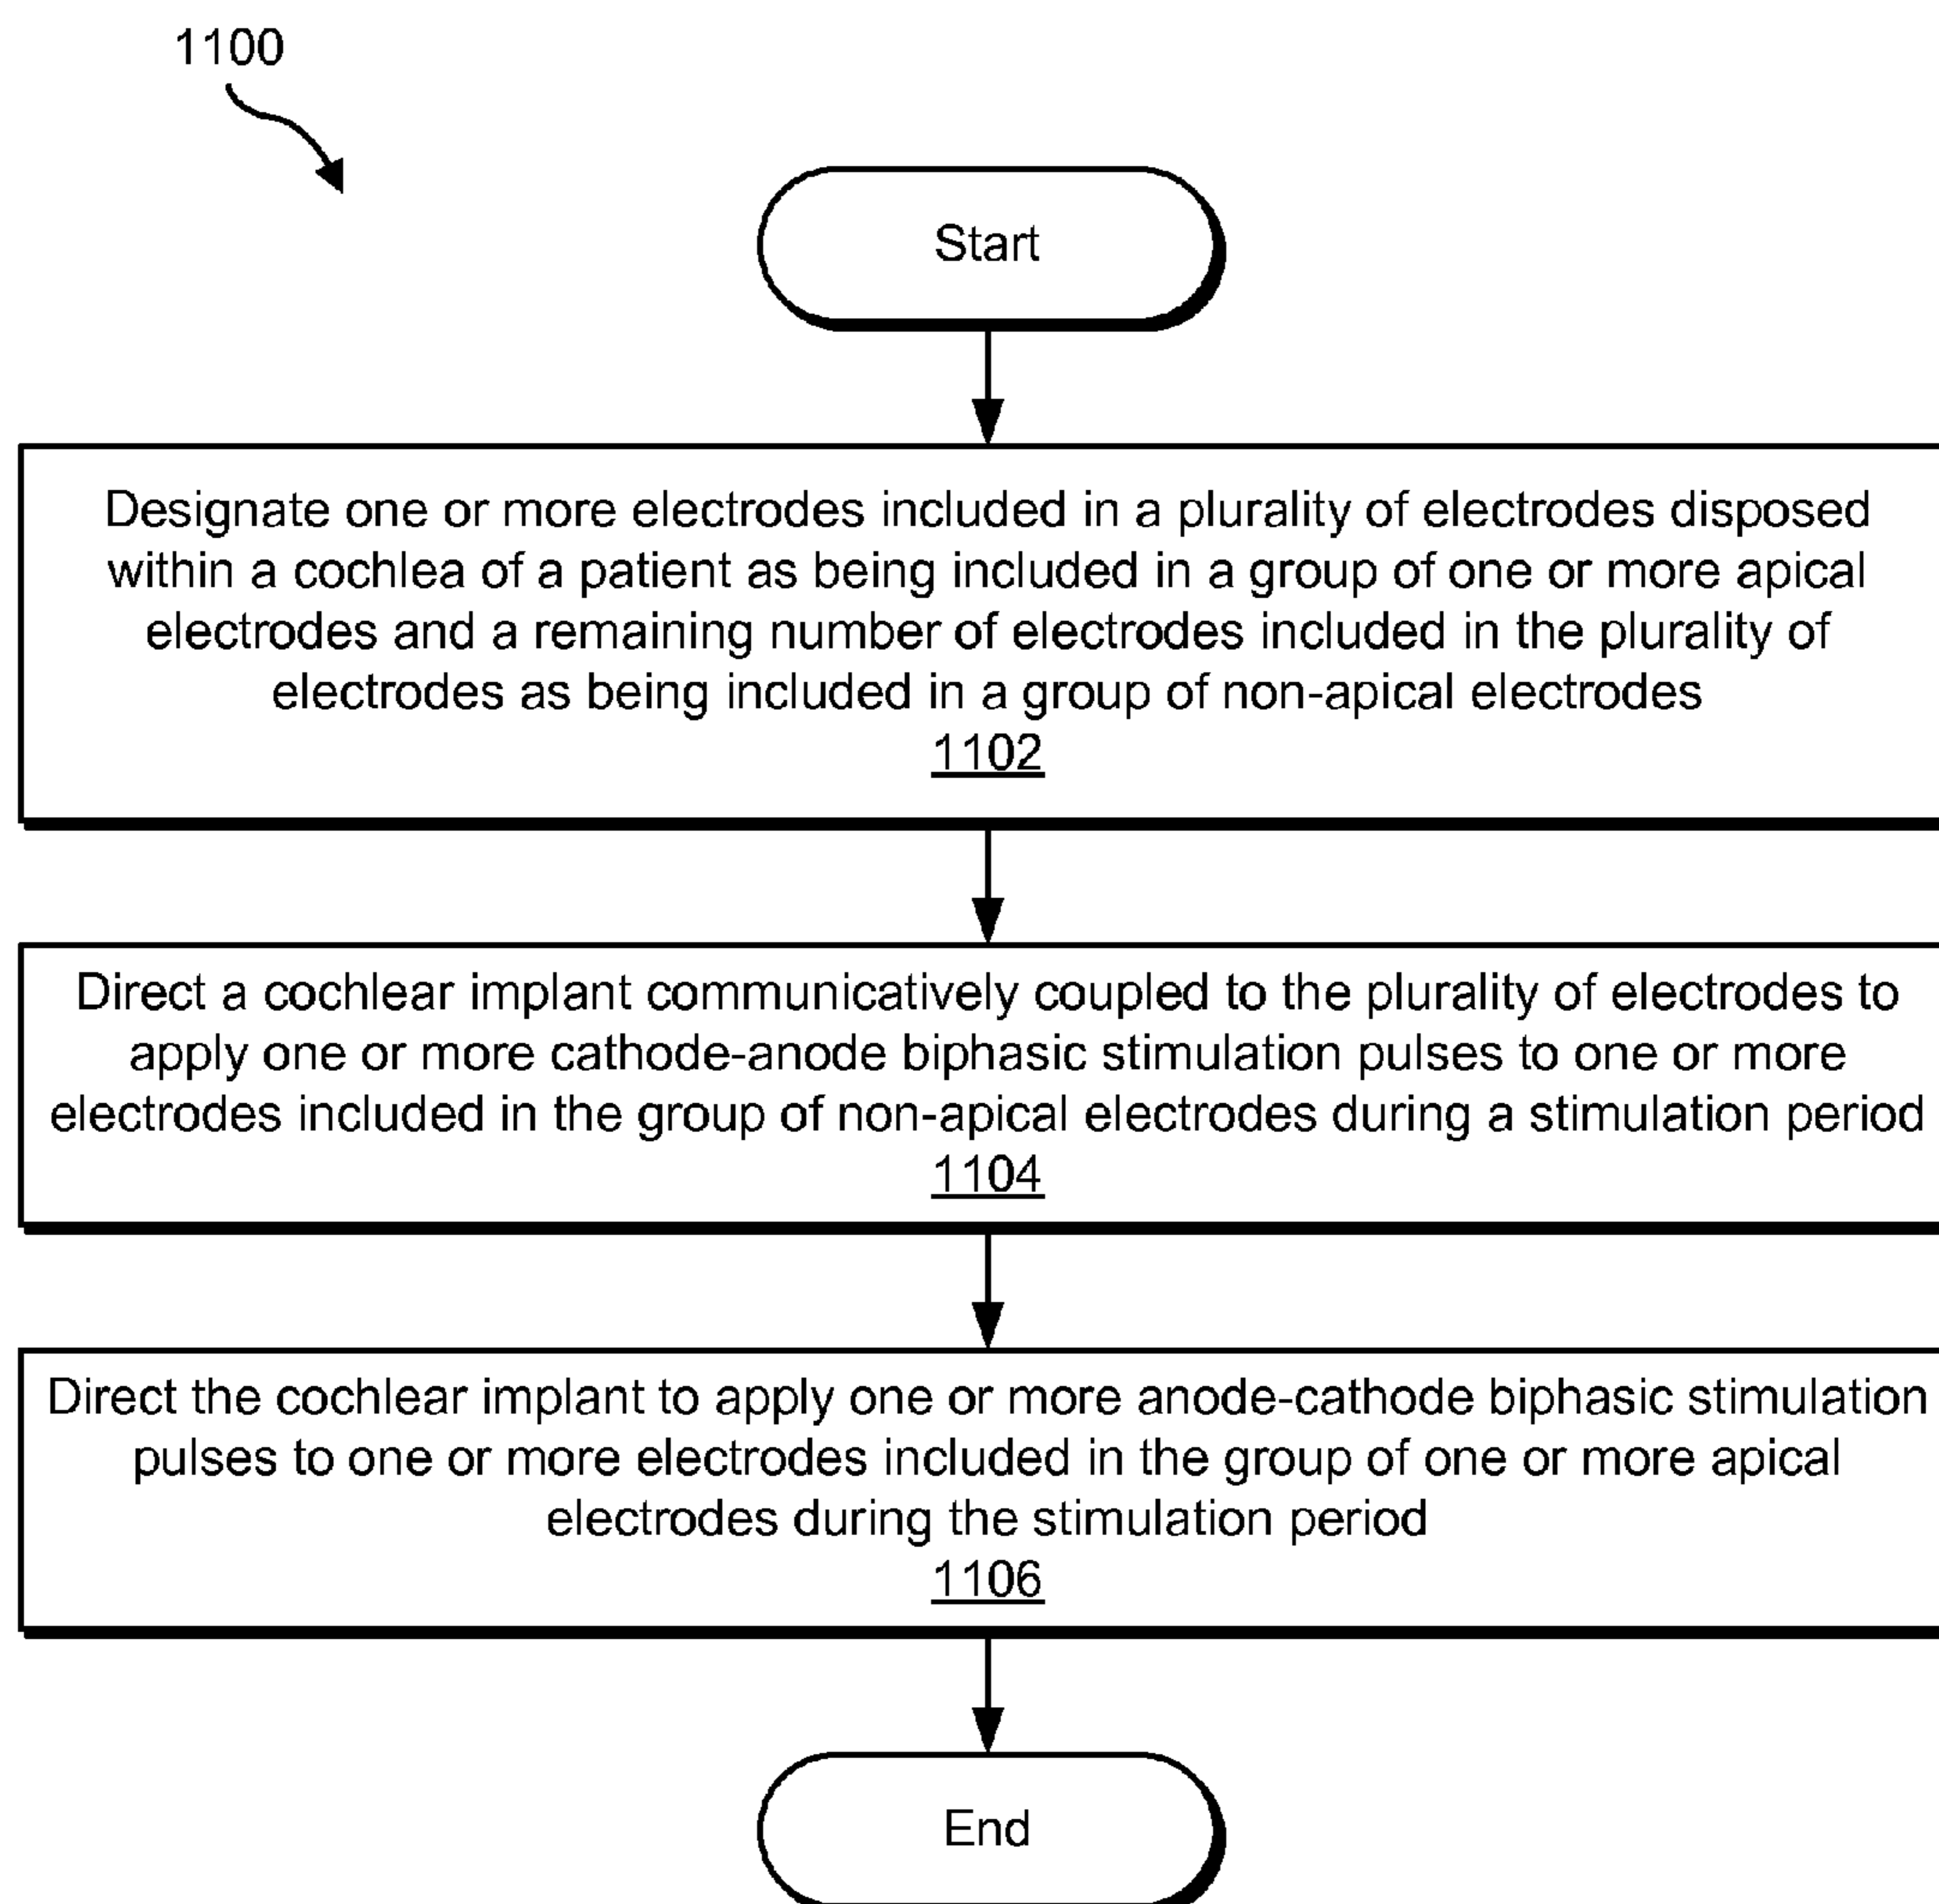 1100
Start
Designate one or more electrodes included in a plurality of electrodes disposed
within a cochlea of a patient as being included in a group of one or more apical
electrodes and a remaining number of electrodes included in the plurality of
electrodes as being included in a group of non-apical electrodes
1102
Direct a cochlear implant communicatively coupled to the plurality of electrodes to
apply one or more cathode-anode biphasic stimulation pulses to one or more
electrodes included in the group of non-apical electrodes during a stimulation period
1104
Direct the cochlear implant to apply one or more anode-cathode biphasic stimulation
pulses to one or more electrodes included in the group of one or more apical
electrodes during the stimulation period
1106
End